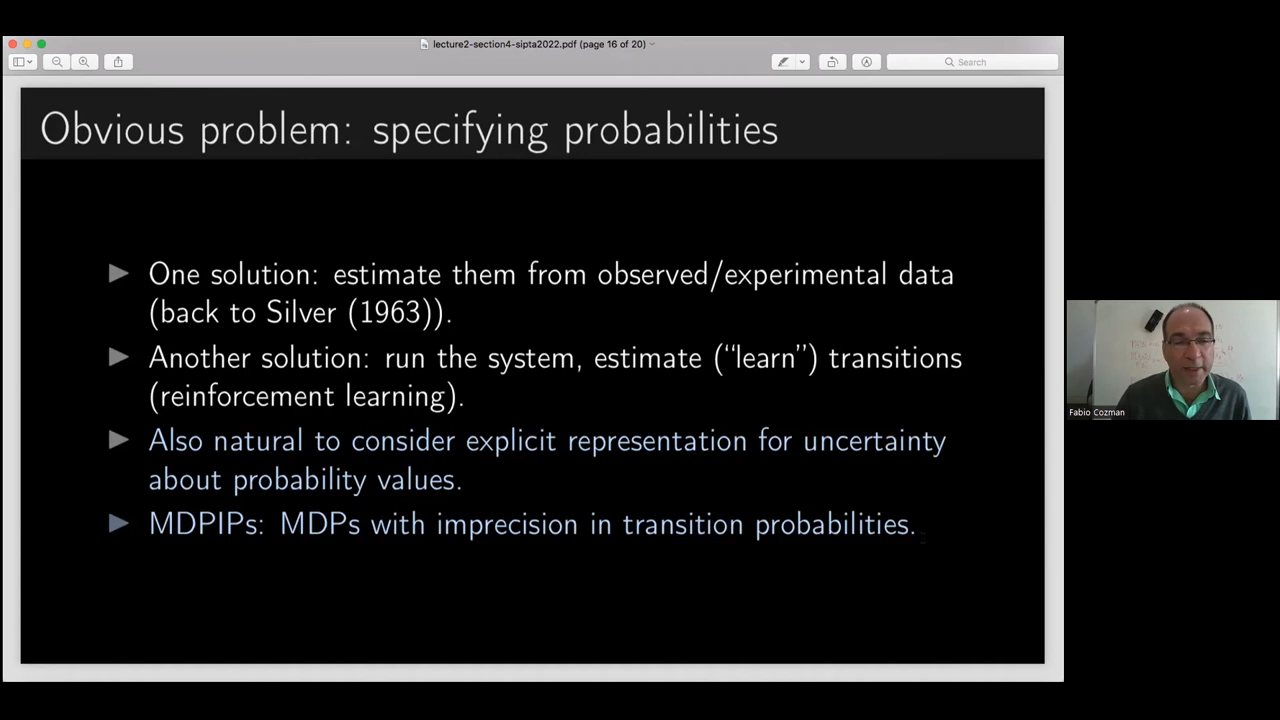 lecture2-section4-sipta2022.pdf (page 16 of 20)
Search
Obvious problem: specifying probabilities
One solution: estimate them from observed/experimental data
(back to Silver (1963)).
Another solution: run the system, estimate (“learn”) transitions
(reinforcement learning).
Also natural to consider explicit representation for uncertainty
about probability values.
MDPIPs: MDPs with imprecision in transition probabilities.
Fabio Cozman